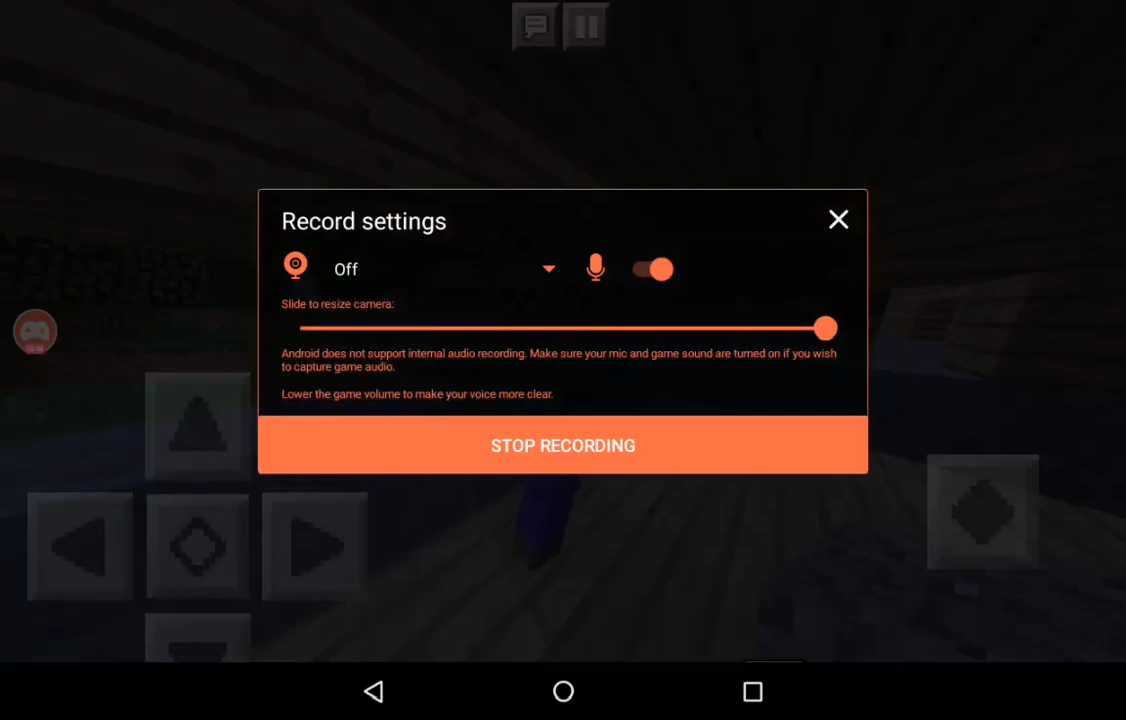 Record settings
Off
Slide to resize camera:
Android does not support internal audio recording. Make sure your mic and game sound are turned on if you wish
to capture game audio.
Lower the game volume to make your voice more clear.
STOP RECORDING